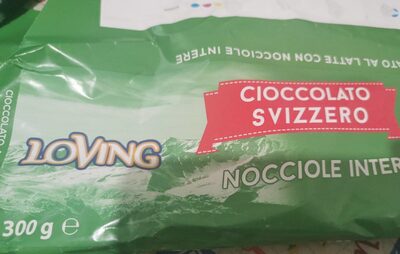 ATO AL LATTE CON NOCCIOLE INTERE
CIOCCOLATO
CIOCCOLATO
SVIZZERO
LOVING
NOCCIOLE INTER
300 g e